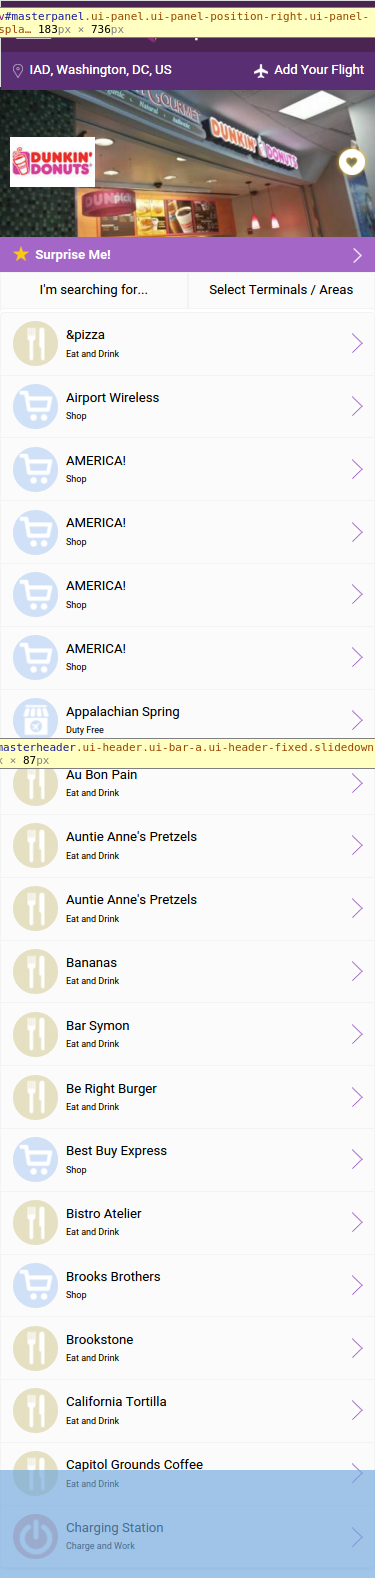 v#masterpanel.ui-panel.ui-panel-position-right.ui-panel-
spla… 183px × 736px
IAD, Washington, DC, US
Add Your Flight
GOURMET
Authentic
Natural
DUNKIN' DONUTS
DUNKIN'
DONUTS
Surprise Me!
I'm searching for...
Select Terminals / Areas
&pizza
Eat and Drink
Airport Wireless
Shop
AMERICA!
Shop
AMERICA!
Shop
AMERICA!
Shop
AMERICA!
Shop
Appalachian Spring
Duty Free
masterheader.ui-header.ui-bar-a.ui-header-fixed.slidedown
x × 87px
Au Bon Pain
Eat and Drink
Auntie Anne's Pretzels
Eat and Drink
Auntie Anne's Pretzels
Eat and Drink
Bananas
Eat and Drink
Bar Symon
Eat and Drink
Be Right Burger
Eat and Drink
Best Buy Express
Shop
Bistro Atelier
Eat and Drink
Brooks Brothers
Shop
Brookstone
Eat and Drink
California Tortilla
Eat and Drink
Capitol Grounds Coffee
Eat and Drink
Charging Station
Charge and Work